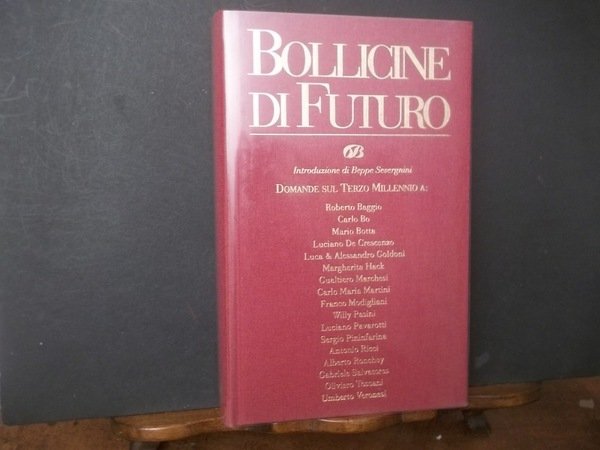 BOLLICINE
DI FUTURO
Introduzione di Beppe Severgnini
DOMANDE SUL TERZO MILLENNIO A:
Roberto Baggio
Carlo Bo
Mario Botta
Luciano De Crescenzo
Luca & Alessandro Goldoni
Margherita Hack
Gualtiero Marchesi
Carlo Maria Martini
Franco Modigliani
Willy Pasini
Luciano Pavarotti
Sergio Pininfarina
Antonio Ricci
Alberto Ronchey
Gabriele Salvatores
Oliviero Toscani
Umberto Veronesi